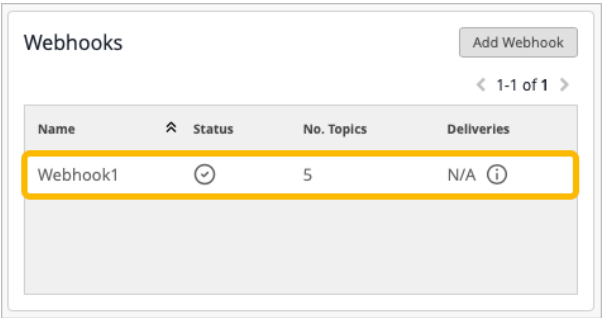 Webhooks
Add Webhook
1-1 of 1
Name Status No. Topics Deliveries
Webhook1 5 N/A